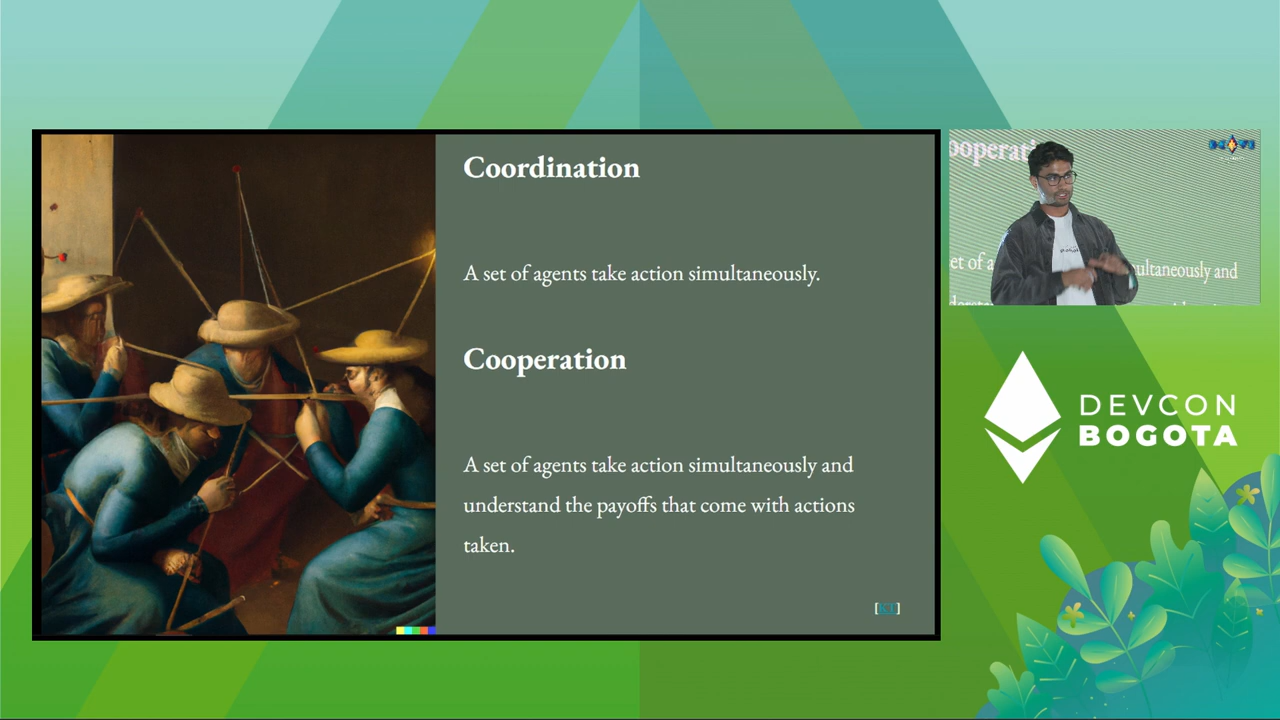 Coordination
A set of agents take action simultaneously.
Cooperation
A set of agents take action simultaneously and
understand the payoffs that come with actions
taken.
ooperati
et of a
ultaneously and
DEVCON
BOGOTA